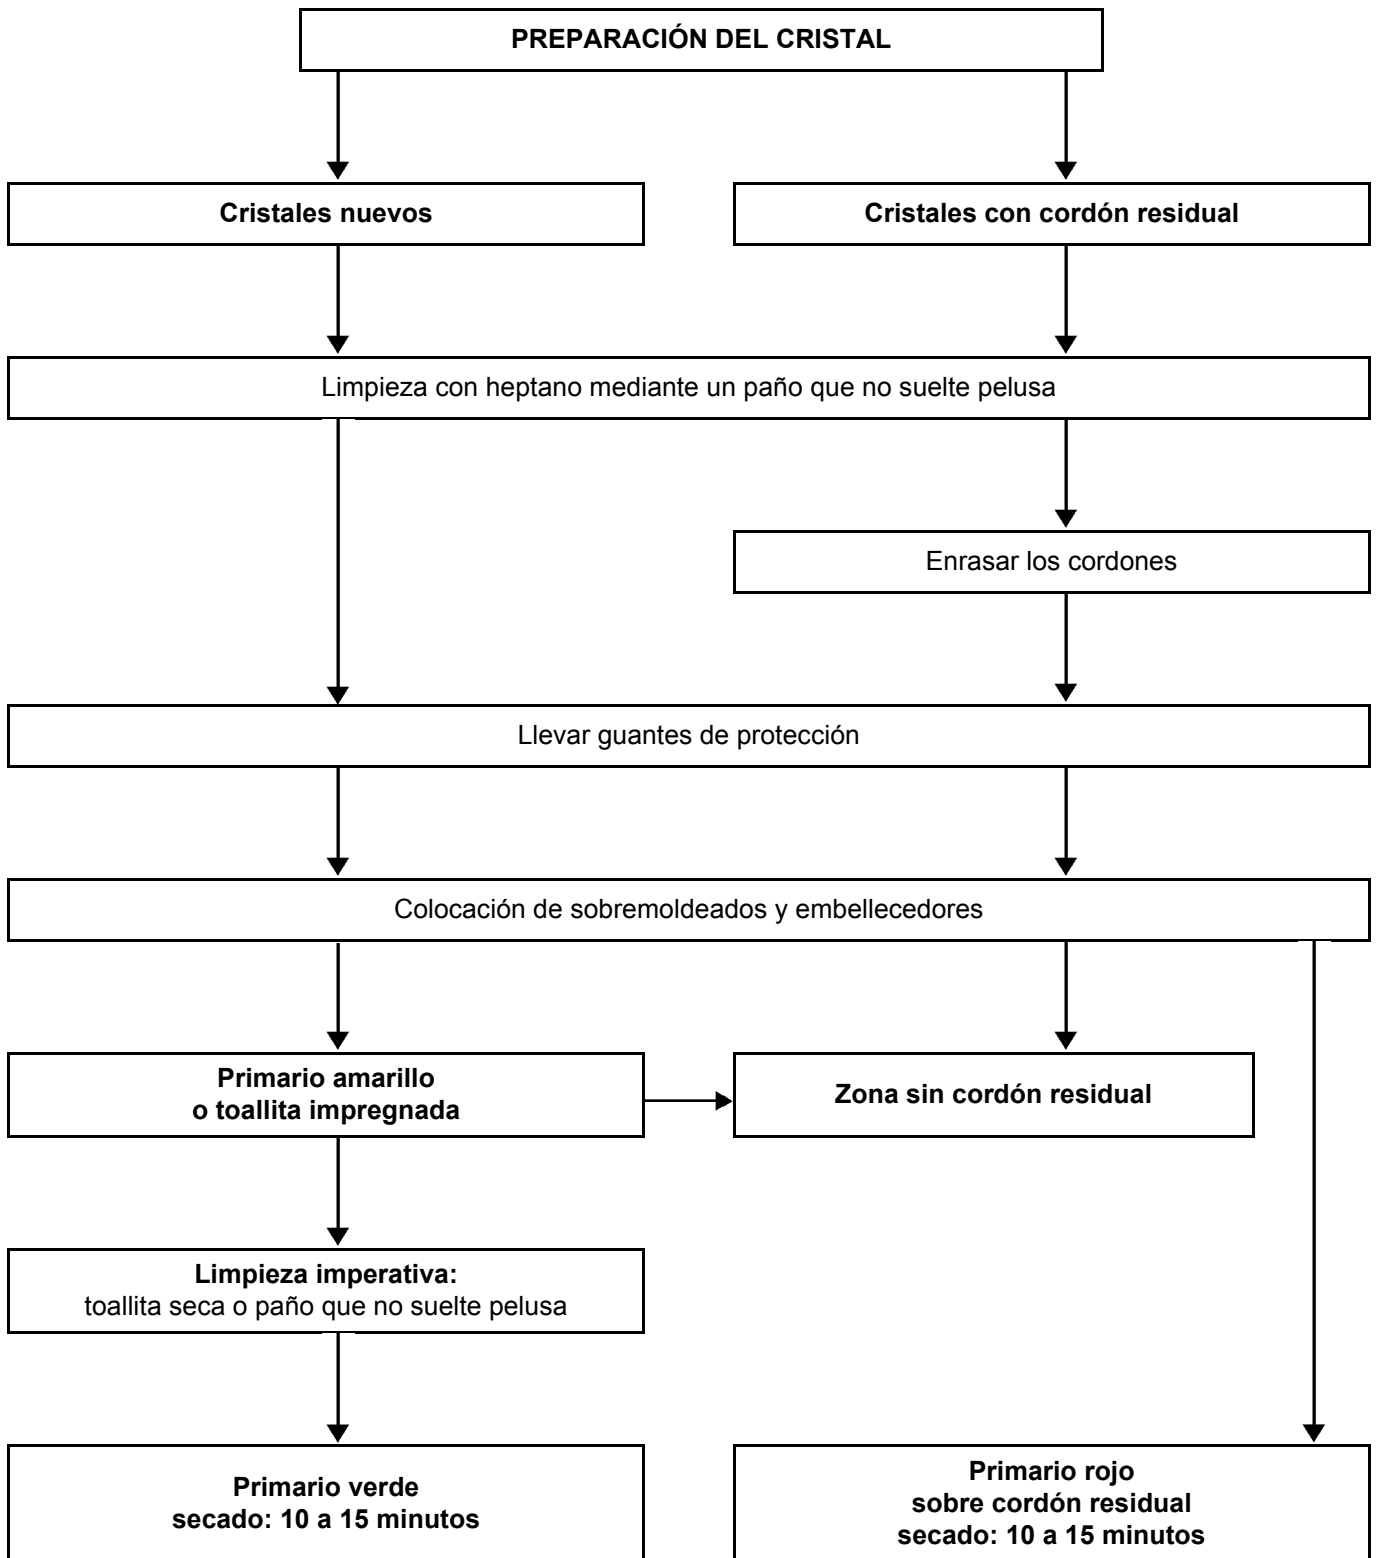 PREPARACIÓN DEL CRISTAL
Cristales nuevos
Cristales con cordón residual
Limpieza con heptano mediante un paño que no suelte pelusa
Enrasar los cordones
Llevar guantes de protección
Colocación de sobremoldeados y embellecedores
Primario amarillo
o toallita impregnada
Zona sin cordón residual
Limpieza imperativa:
toallita seca o paño que no suelte pelusa
Primario verde
secado: 10 a 15 minutos
Primario rojo
sobre cordón residual
secado: 10 a 15 minutos